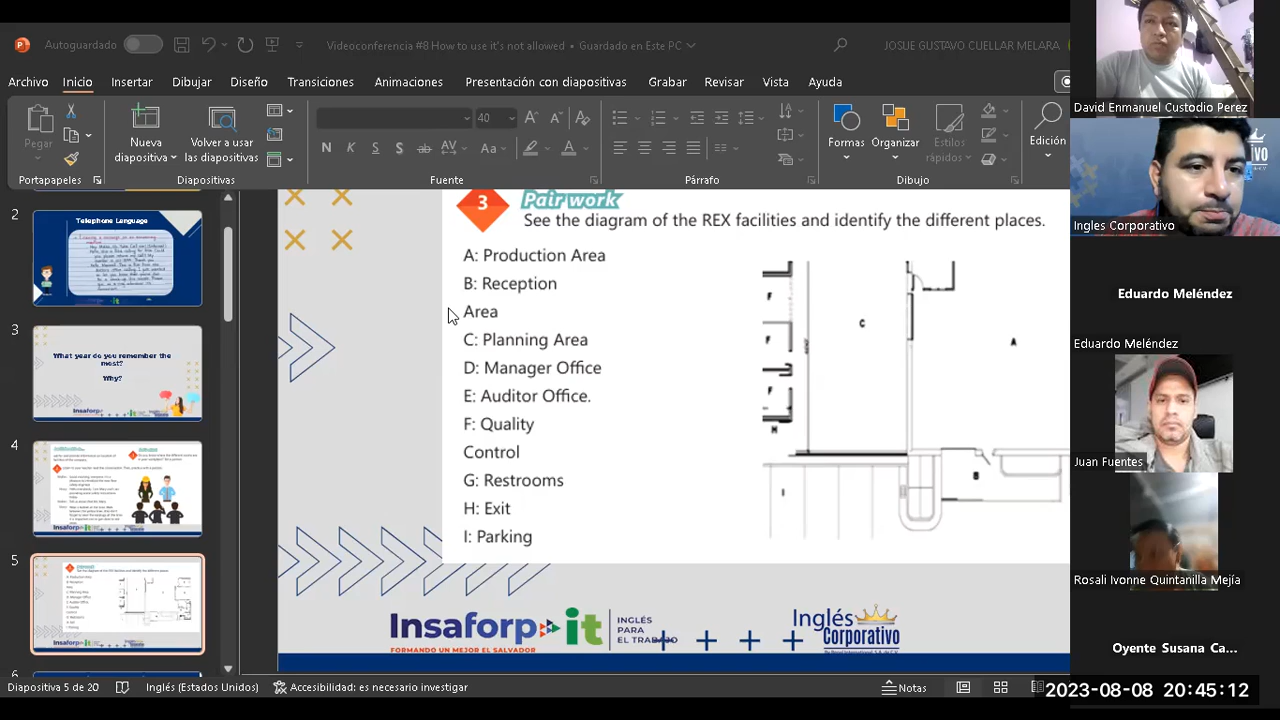 Autoguardado
Videoconferencia #8 How to use it's not allowed • Guardado en Este PC
JOSUE GUSTAVO CUELLAR MELARA
Archivo Inicio Insertar Dibujar Diseño Transiciones Animaciones Presentación con diapositivas Grabar Revisar Vista Ayuda
Pegar
Nueva diapositiva
Volver a usar las diapositivas
40
N K S S ab AV Aa A
Formas
Organizar
Estilos rápidos
Edición
Portapapeles
Diapositivas
Fuente
Párrafo
Dibujo
2
Telephone Language
3
What year do you remember the most?
Why?
4
5
3
Pair work
See the diagram of the REX facilities and identify the different places.
A: Production Area
B: Reception
Area
C: Planning Area
D: Manager Office
E: Auditor Office.
F: Quality
Control
G: Restrooms
H: Exit
I: Parking
F
F
F
H
C
A
B
Insaforp it
FORMANDO UN MEJOR EL SALVADOR
INGLÉS
PARA
EL TRABAJO
Inglés
Corporativo
Diapositiva 5 de 20
Inglés (Estados Unidos)
Accesibilidad: es necesario investigar
Notas
David Enmanuel Custodio Perez
Ingles Corporativo
Eduardo Meléndez
Eduardo Meléndez
Juan Fuentes
Rosali Ivonne Quintanilla Mejía
Oyente Susana Ca...
2023-08-08 20:45:12